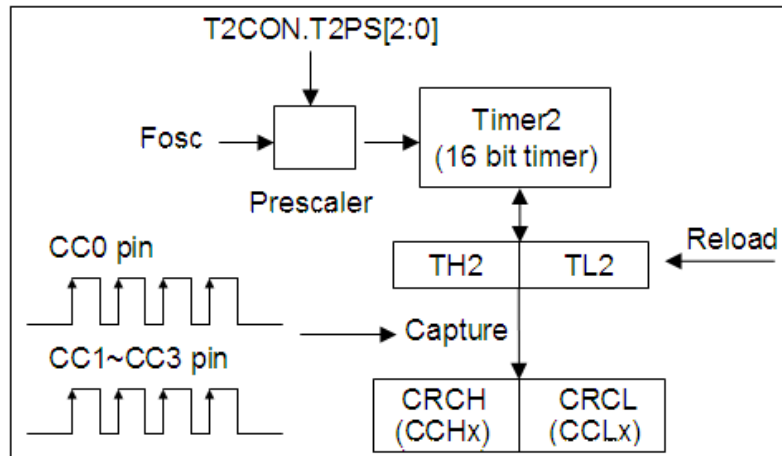 T2CON.T2PS[2:0]
Fosc
Prescaler
Timer2
(16 bit timer)
TH2
TL2
Reload
CC0 pin
Capture
CC1~CC3 pin
CRCH
(CCHx)
CRCL
(CCLx)